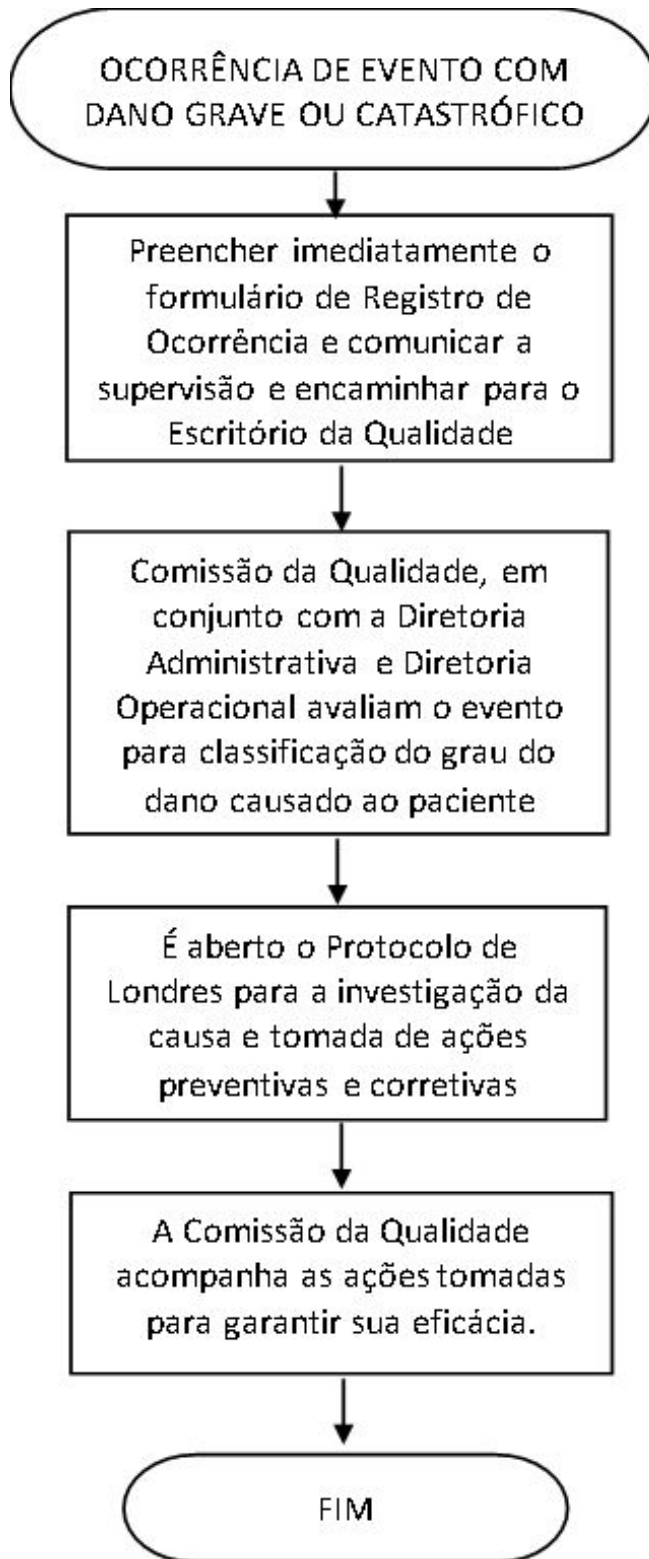 OCORRÊNCIA DE EVENTO COM
DANO GRAVE OU CATASTRÓFICO
Preencher imediatamente o
formulário de Registro de
Ocorrência e comunicar a
supervisão e encaminhar para o
Escritório da Qualidade
Comissão da Qualidade, em
conjunto com a Diretoria
Administrativa e Diretoria
Operacional avaliam o evento
para classificação do grau do
dano causado ao paciente
É aberto o Protocolo de
Londres para a investigação da
causa e tomada de ações
preventivas e corretivas
A Comissão da Qualidade
acompanha as ações tomadas
para garantir sua eficácia.
FIM